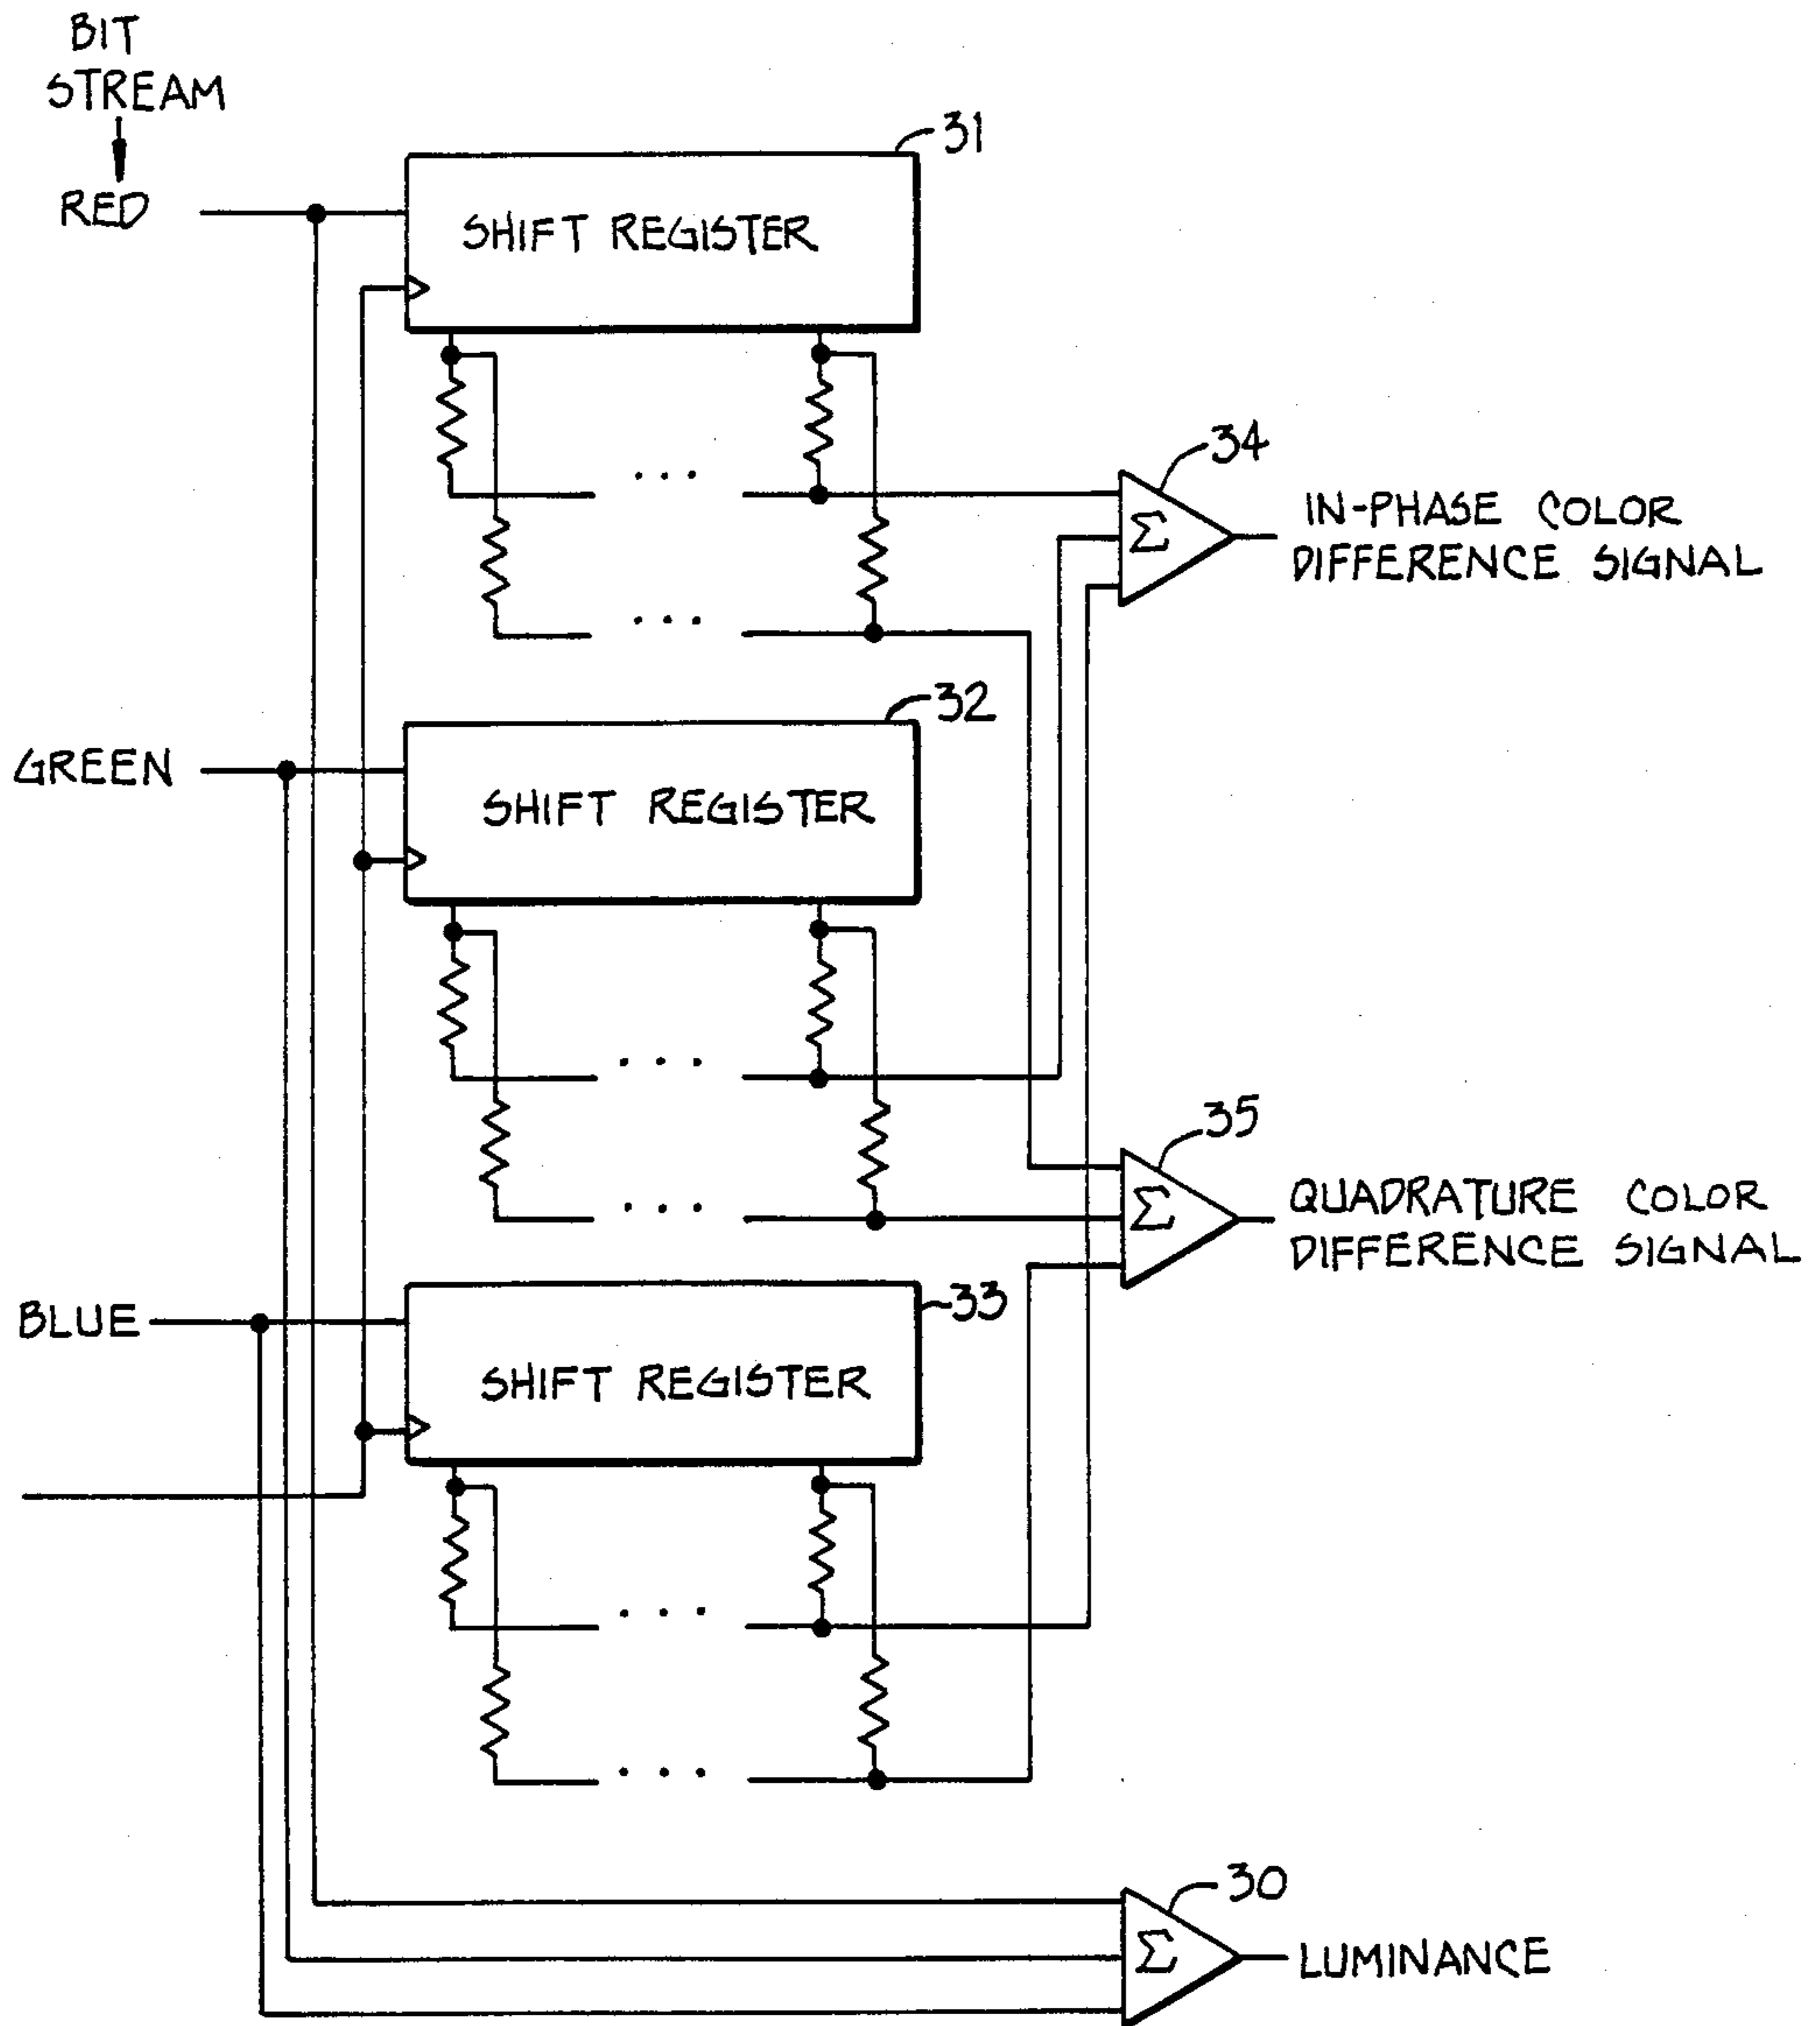 BIT
STREAM
RED
31
SHIFT REGISTER
34
Σ
IN-PHASE COLOR
DIFFERENCE SIGNAL
32
GREEN
SHIFT REGISTER
35
Σ
QUADRATURE COLOR
DIFFERENCE SIGNAL
33
BLUE
SHIFT REGISTER
30
Σ
LUMINANCE